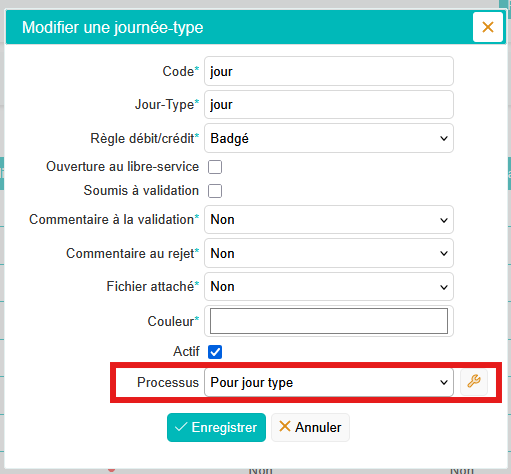 Modifier une journée-type
Code* jour
Jour-Type* jour
Règle débit/crédit* Badgé
Ouverture au libre-service
Soumis à validation
Commentaire à la validation* Non
Commentaire au rejet* Non
Fichier attaché* Non
Couleur*
Actif
Processus Pour jour type
Enregistrer Annuler
Non Non